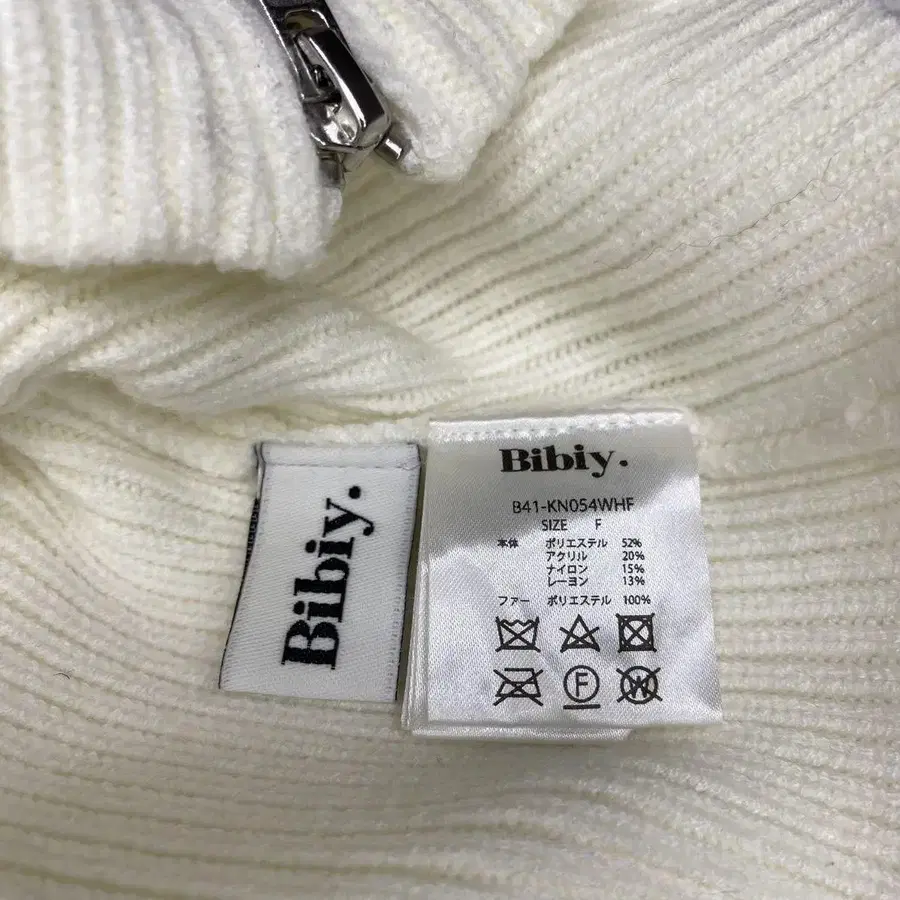 Bibiy.
Bibiy.
B41-KN054WHF
SIZE F
本体 ポリエステル 52%
アクリル 20%
ナイロン 15%
レーヨン 13%
ファー ポリエステル 100%
F
W